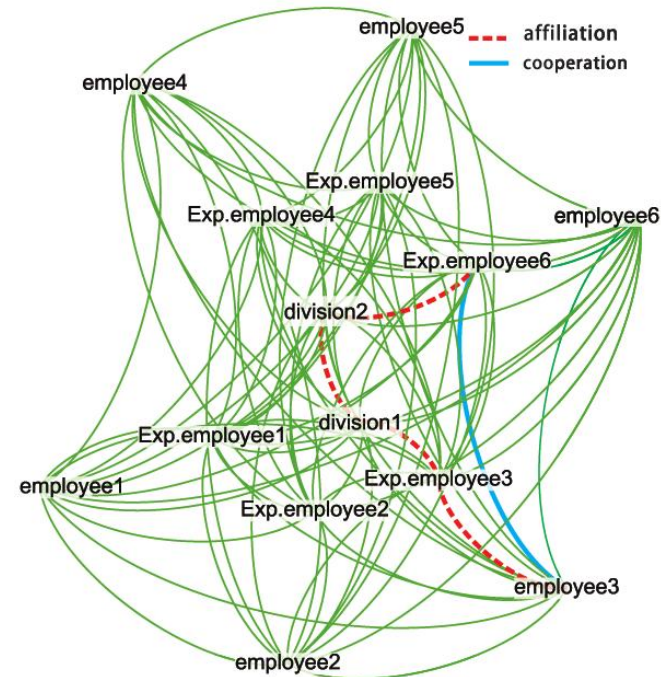 employee5
affiliation
cooperation
employee4
Exp.employee5
Exp.employee4
employee6
Exp.employee6
division2
division1
Exp.employee1
Exp.employee3
employee1
Exp.employee2
employee3
employee2